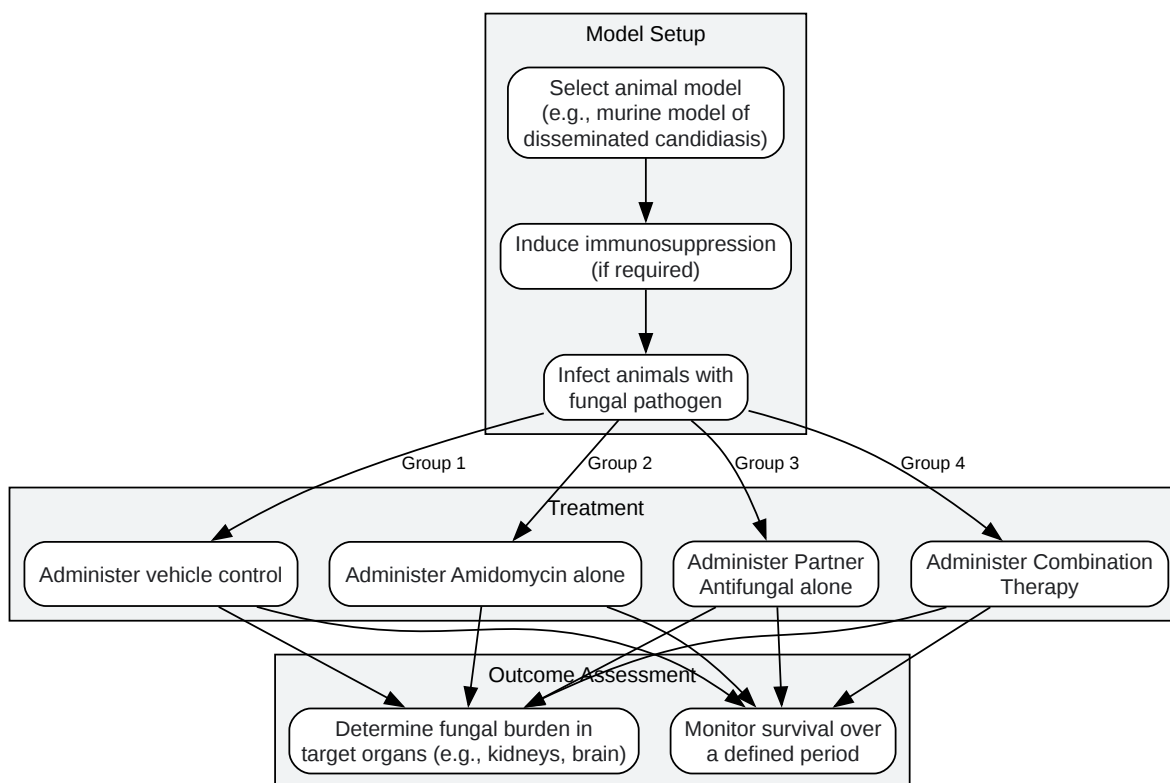 Model Setup
Select animal model
(e.g., murine model of
disseminated candidiasis)
Induce immunosuppression
(if required)
Infect animals with
fungal pathogen
Group 1
Group 2
Group 3
Group 4
Treatment
Administer vehicle control
Administer Amidomycin alone
Administer Partner
Antifungal alone
Administer Combination
Therapy
Outcome Assessment
Determine fungal burden in
target organs (e.g., kidneys, brain)
Monitor survival over
a defined period